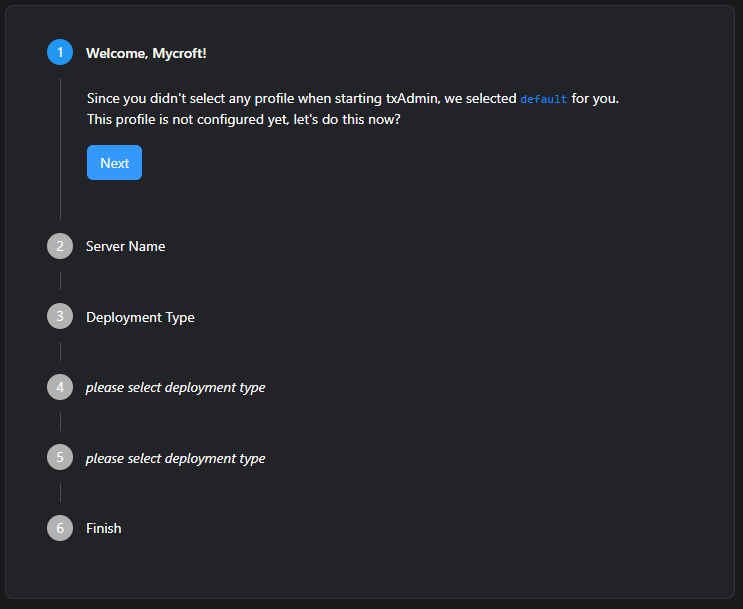 1 Welcome, Mycroft!
Since you didn't select any profile when starting txAdmin, we selected default for you.
This profile is not configured yet, let's do this now?
Next
2 Server Name
3 Deployment Type
4 please select deployment type
5 please select deployment type
6 Finish